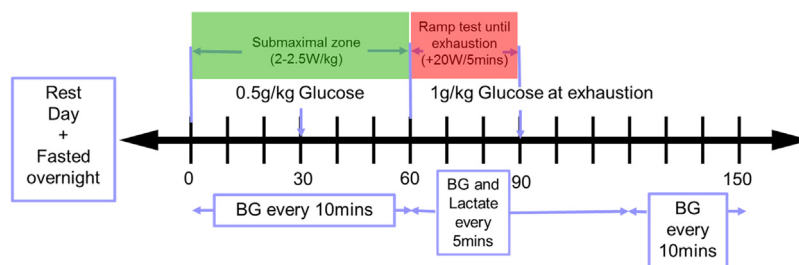 Submaximal zone
(2-2.5W/kg)
Ramp test until
exhaustion
(+20W/5mins)
Rest
Day
+
Fasted
overnight
0.5g/kg Glucose
1g/kg Glucose at exhaustion
0
30
60
90
150
BG every 10mins
BG and
Lactate
every
5mins
BG
every
10mins